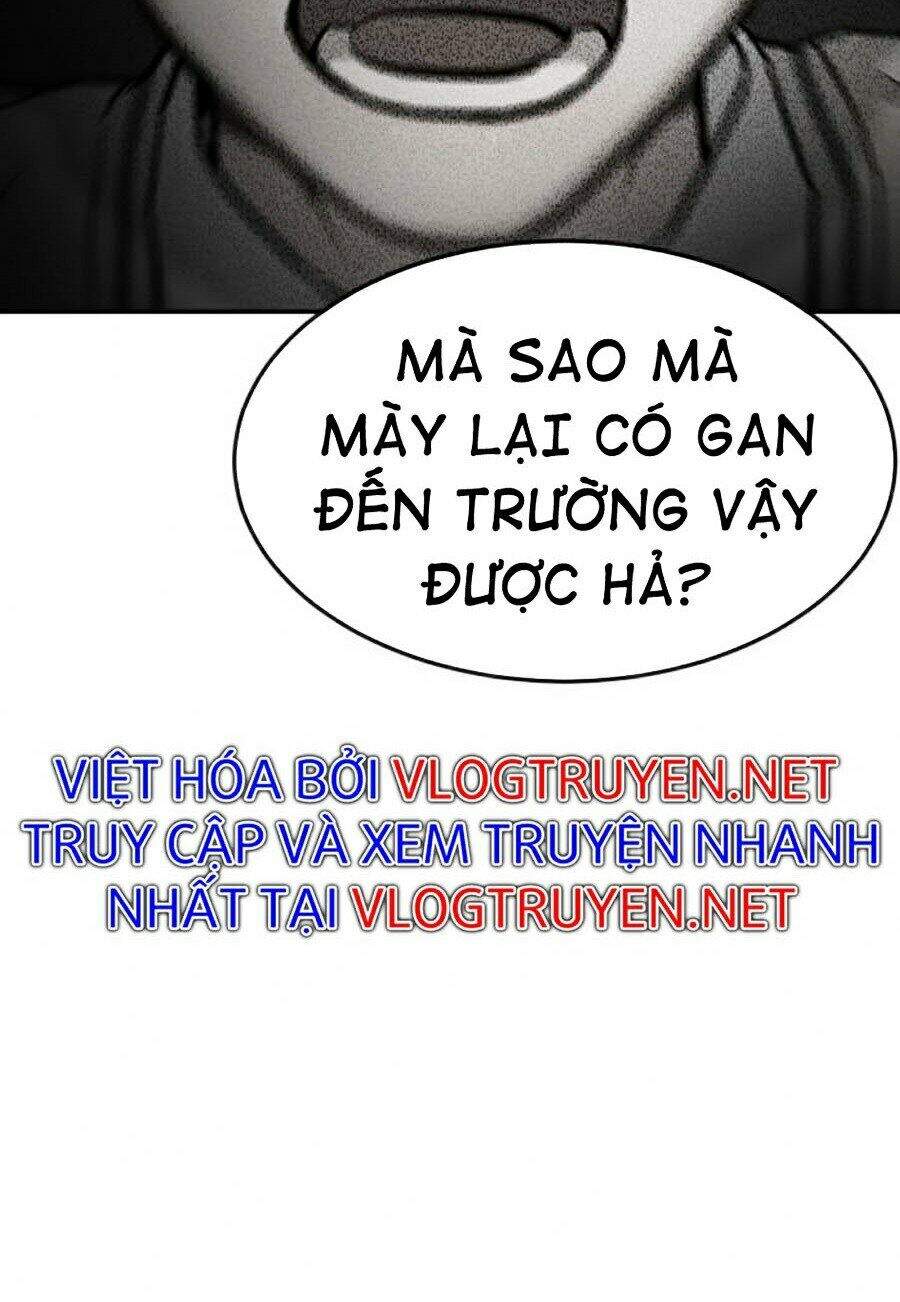 MÀ SAO MÀ
MÀY LẠI CÓ GAN
ĐẾN TRƯỜNG VẬY
ĐƯỢC HẢ?
VIỆT HÓA BỞI VLOGTRUYEN.NET
TRUY CẬP VÀ XEM TRUYỆN NHANH
NHẤT TẠI VLOGTRUYEN.NET